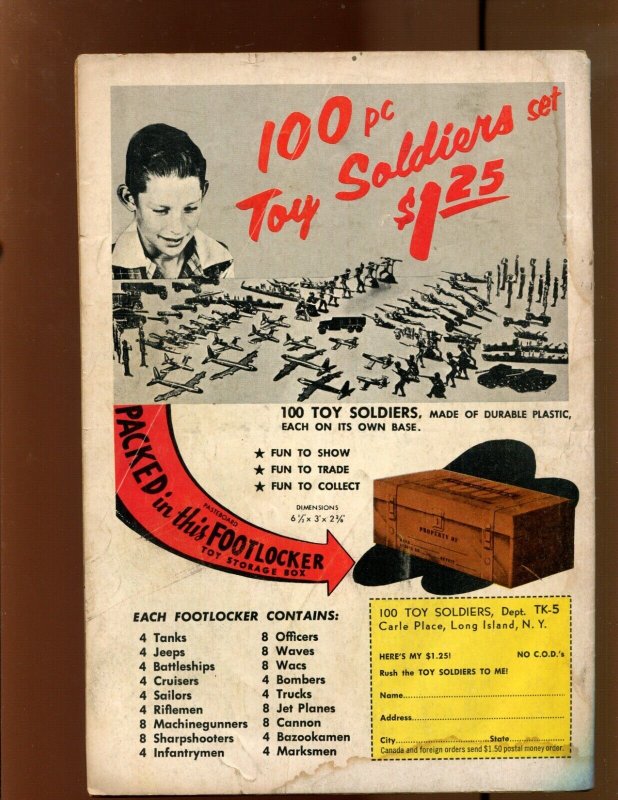 100 pc
Toy Soldiers set
$1.25
100 TOY SOLDIERS, MADE OF DURABLE PLASTIC,
EACH ON ITS OWN BASE.
★ FUN TO SHOW
★ FUN TO TRADE
★ FUN TO COLLECT
DIMENSIONS
PACKED in this
PASTEBOARD
FOOTLOCKER
TOY STORAGE BOX
PROPERTY OF
EACH FOOTLOCKER CONTAINS:
4 Tanks
4 Jeeps
4 Battleships
4 Cruisers
4 Sailors
4 Riflemen
8 Machinegunners
8 Sharpshooters
4 Infantrymen
8 Officers
8 Waves
8 Wacs
4 Bombers
4 Trucks
8 Jet Planes
8 Cannon
4 Bazookamen
4 Marksmen
100 TOY SOLDIERS, Dept. TK-5
Carle Place, Long Island, N. Y.
HERE'S MY $1.25! NO C.O.D.'s
Rush the TOY SOLDIERS TO ME!
Name
Address
City State
Canada and foreign orders send $1.50 postal money order.